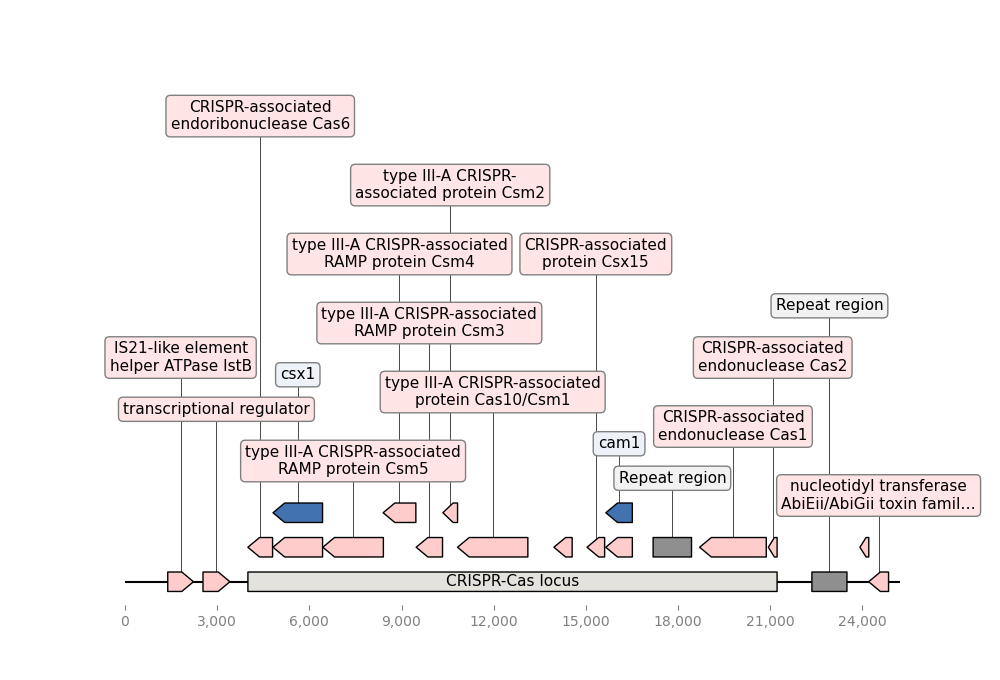 CRISPR-associated
endoribonuclease Cas6
type III-A CRISPR-
associated protein Csm2
type III-A CRISPR-associated
RAMP protein Csm4
CRISPR-associated
protein Csx15
Repeat region
type III-A CRISPR-associated
RAMP protein Csm3
IS21-like element
helper ATPase IstB
CRISPR-associated
endonuclease Cas2
csx1
type III-A CRISPR-associated
protein Cas10/Csm1
transcriptional regulator
CRISPR-associated
endonuclease Cas1
cam1
type III-A CRISPR-associated
RAMP protein Csm5
Repeat region
nucleotidyl transferase
AbiEii/AbiGii toxin famil...
CRISPR-Cas locus
0 3,000 6,000 9,000 12,000 15,000 18,000 21,000 24,000